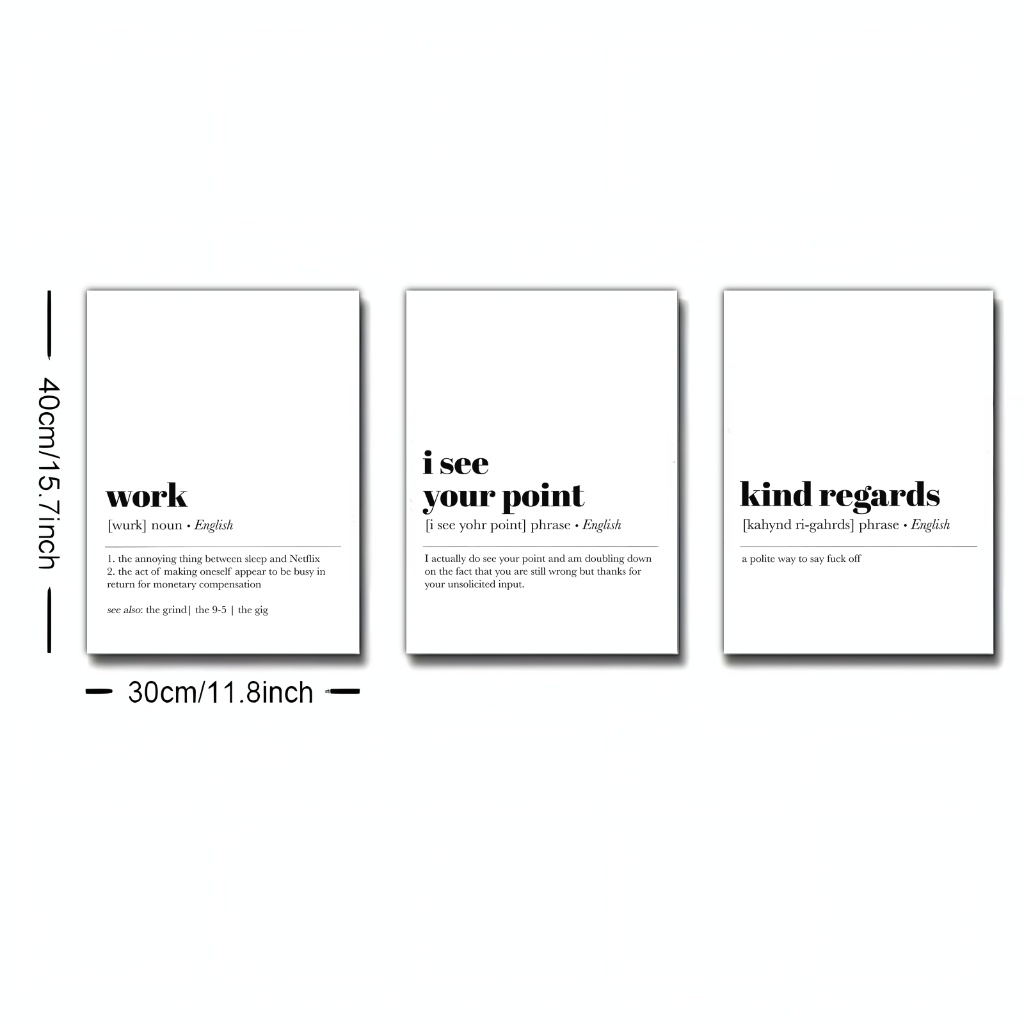 40cm/15.7inch
work
[wurk] noun • English
1. the annoying thing between sleep and Netflix
2. the act of making oneself appear to be busy in
return for monetary compensation
see also: the grind| the 9-5 | the gig
30cm/11.8inch
i see
your point
[i see yohr point] phrase • English
I actually do see your point and am doubling down
on the fact that you are still wrong but thanks for
your unsolicited input.
kind regards
[kahynd ri-gahrds] phrase • English
a polite way to say fuck off